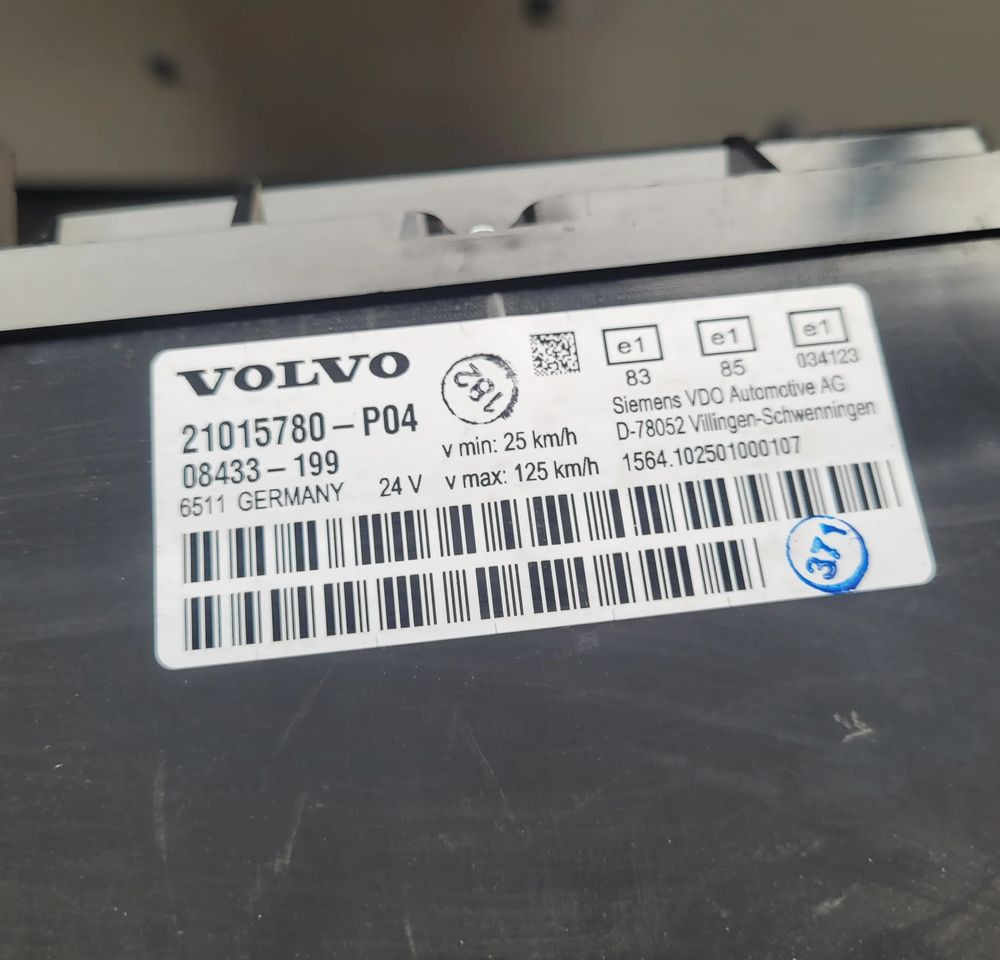 VOLVO
21015780-P04
08433-199
6511 GERMANY
24 V
182
v min: 25 km/h
v max: 125 km/h
e1
83
e1
85
e1
034123
Siemens VDO Automotive AG
D-78052 Villingen-Schwenningen
1564.102501000107
371